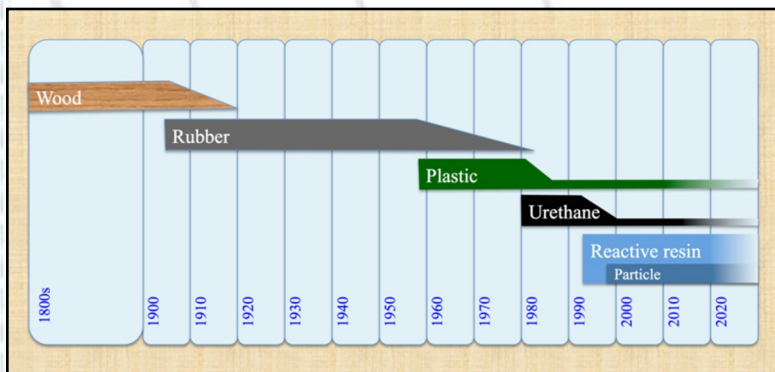 Wood
Rubber
Plastic
Urethane
Reactive resin
Particle
1800s
1900
1910
1920
1930
1940
1950
1960
1970
1980
1990
2000
2010
2020